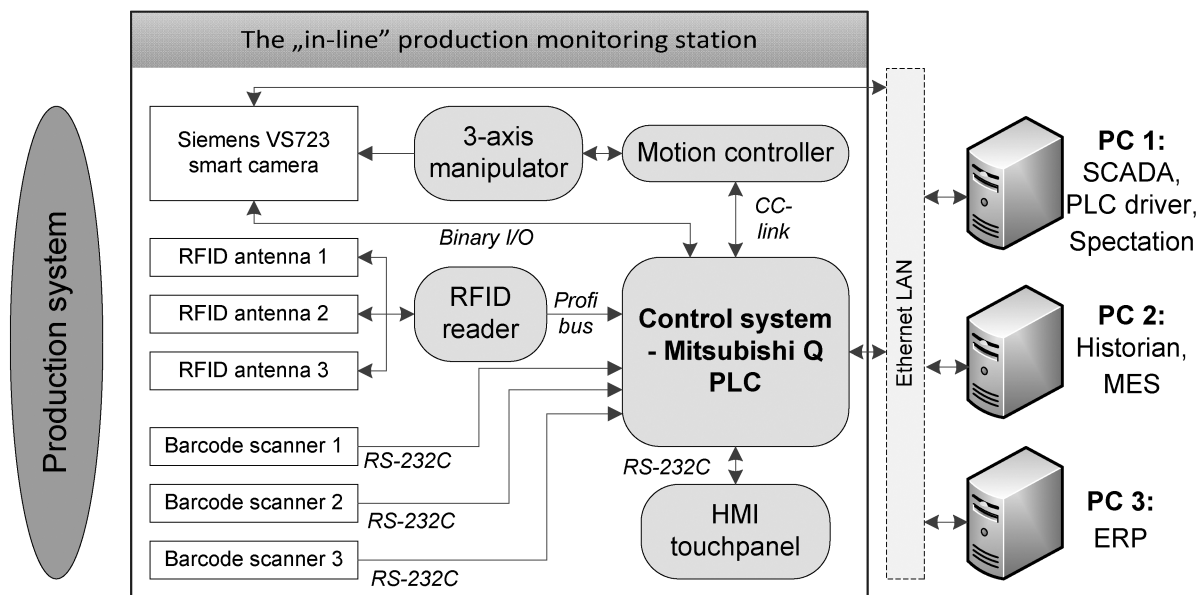 The „in-line” production monitoring station
Production system
Siemens VS723
smart camera
3-axis
manipulator
Motion controller
CC-
link
Binary I/O
RFID antenna 1
RFID antenna 2
RFID antenna 3
RFID
reader
Profi
bus
Control system
- Mitsubishi Q
PLC
Barcode scanner 1
RS-232C
Barcode scanner 2
RS-232C
Barcode scanner 3
RS-232C
RS-232C
HMI
touchpanel
Ethernet LAN
PC 1:
SCADA,
PLC driver,
Spectation
PC 2:
Historian,
MES
PC 3:
ERP